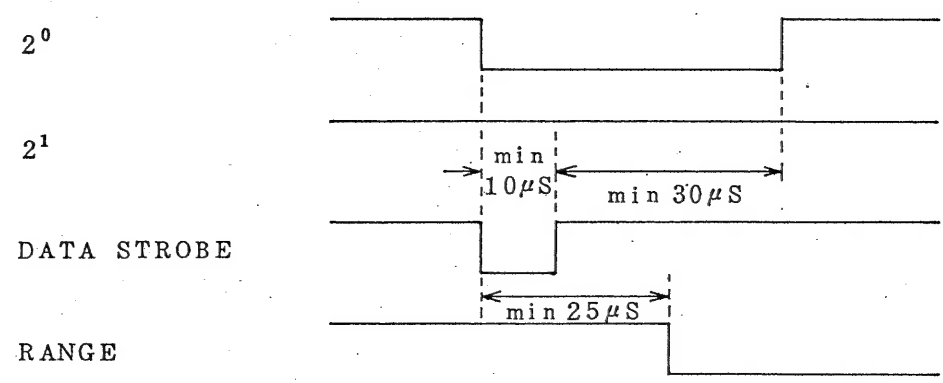 2⁰
2¹
min
10μS
min 30μS
DATA STROBE
min 25μS
RANGE